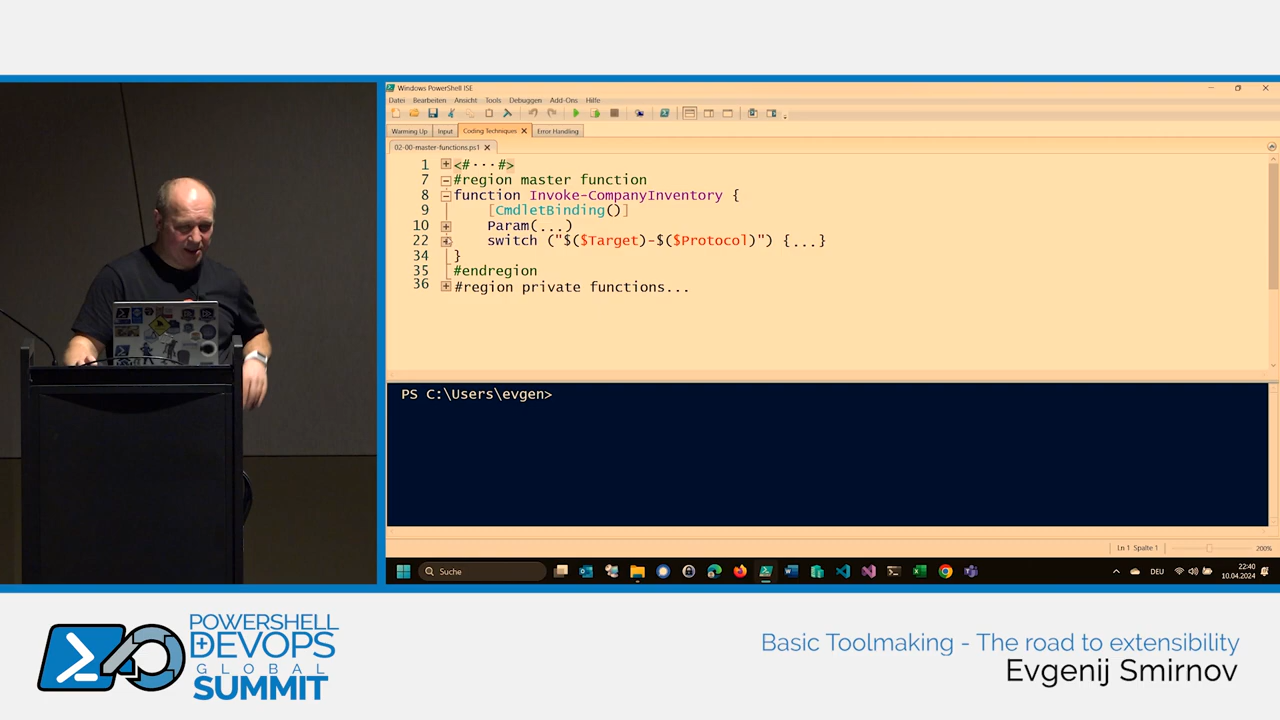 Windows PowerShell ISE
Datei Bearbeiten Ansicht Tools Debuggen Add-Ons Hilfe
Warming Up Input Coding Techniques Error Handling
02-00-master-functions.ps1
1 <#···#>
7 #region master function
8 function Invoke-CompanyInventory {
9 [CmdletBinding()]
10 Param(...)
22 switch ("$($Target)-$($Protocol)") {...}
34 }
35 #endregion
36 #region private functions...
PS C:\Users\evgen>
Ln 1 Spalte 1 200%
Suche
DEU
22:40
10.04.2024
POWERSHELL
DEVOPS
GLOBAL
SUMMIT
Basic Toolmaking - The road to extensibility
Evgenij Smirnov